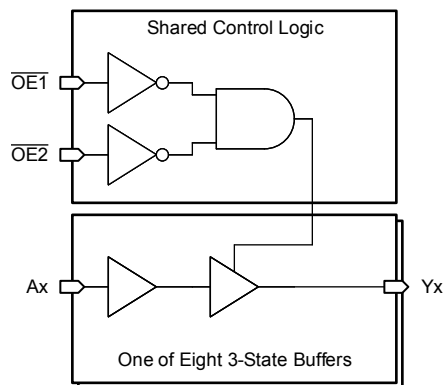 Shared Control Logic
OE1
OE2
Ax
Yx
One of Eight 3-State Buffers